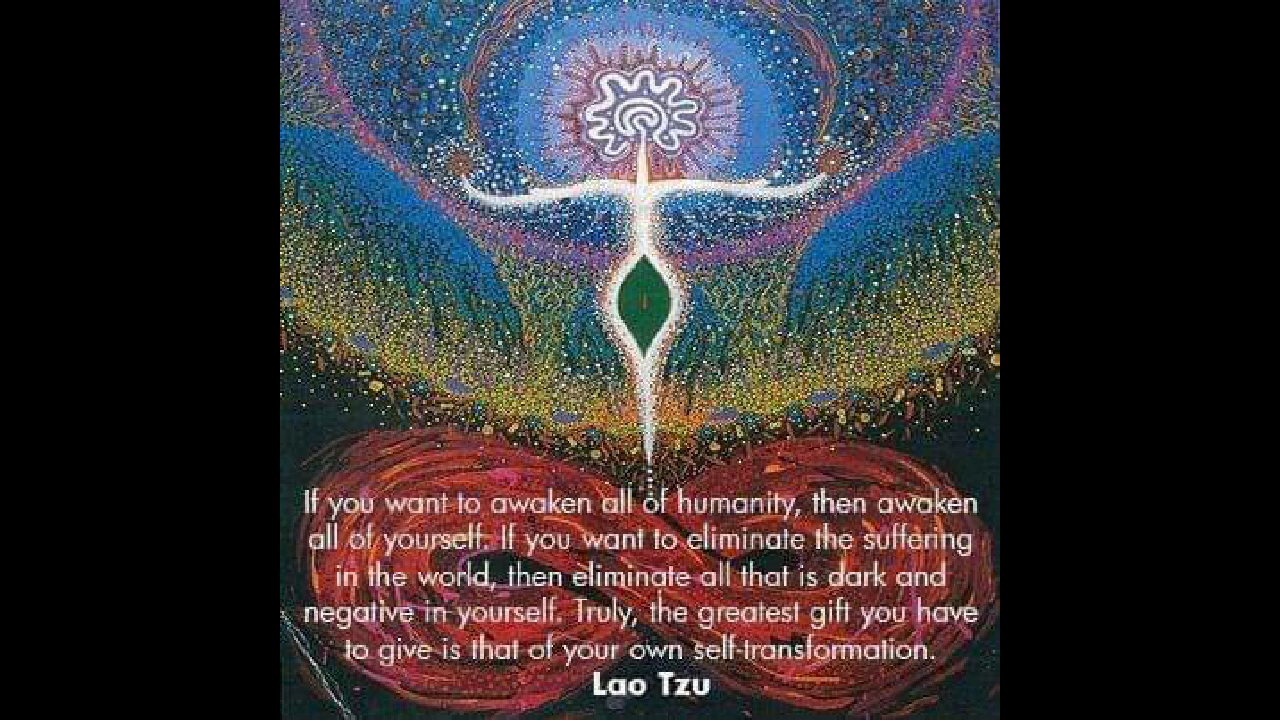 If you want to awaken all of humanity, then awaken
all of yourself. If you want to eliminate the suffering
in the world, then eliminate all that is dark and
negative in yourself. Truly, the greatest gift you have
to give is that of your own self-transformation.
Lao Tzu